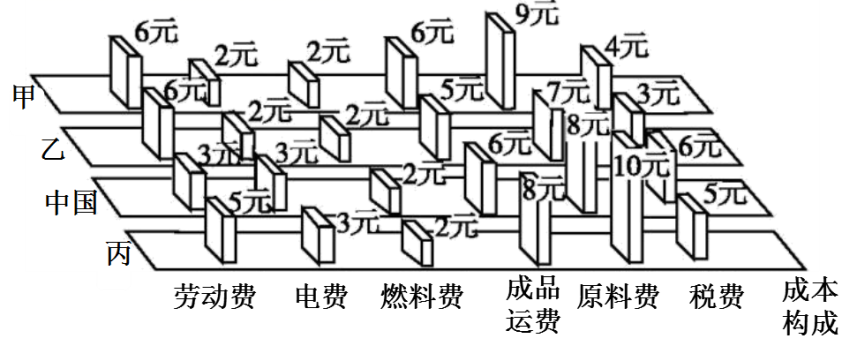 6元 2元 2元 6元 9元 4元
甲
6元 2元 2元 5元 7元 3元
乙
3元 3元 2元 6元 8元 6元
中国
5元 3元 2元 8元 10元 5元
丙
劳动费 电费 燃料费 成品运费 原料费 税费 成本构成